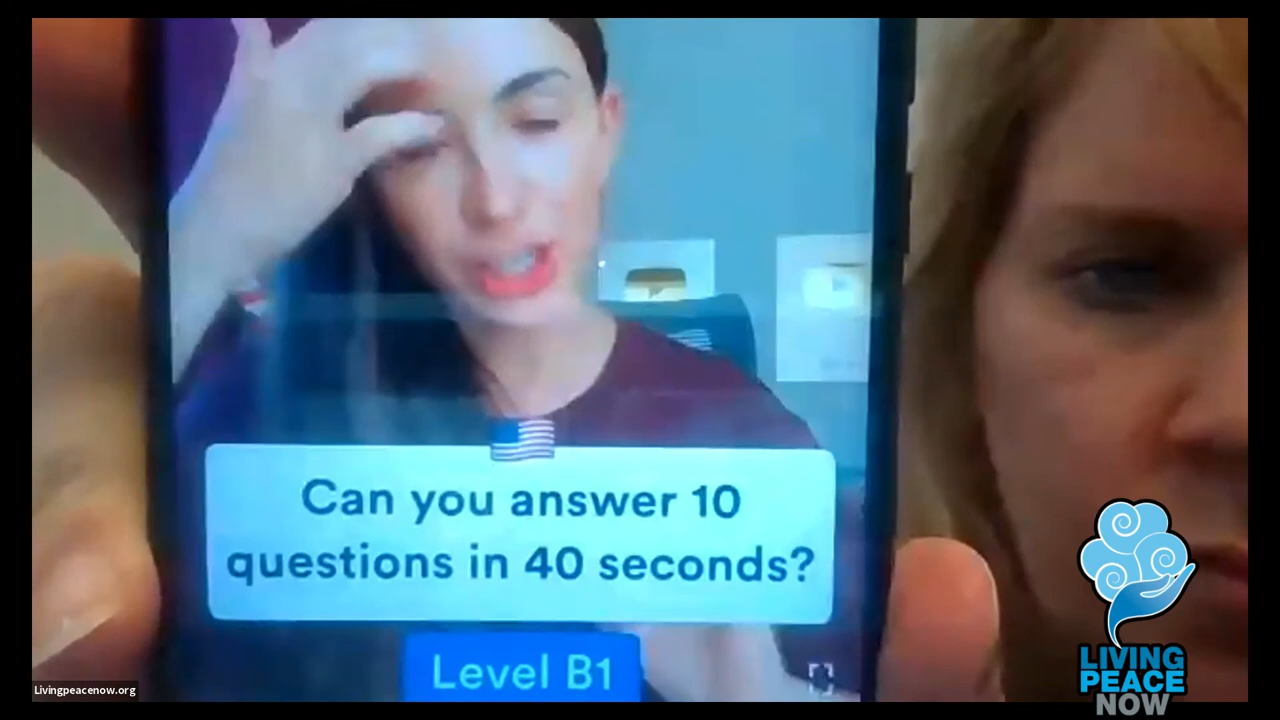 Can you answer 10
questions in 40 seconds?
Level B1
Livingpeacenow.org
LIVING
PEACE
NOW